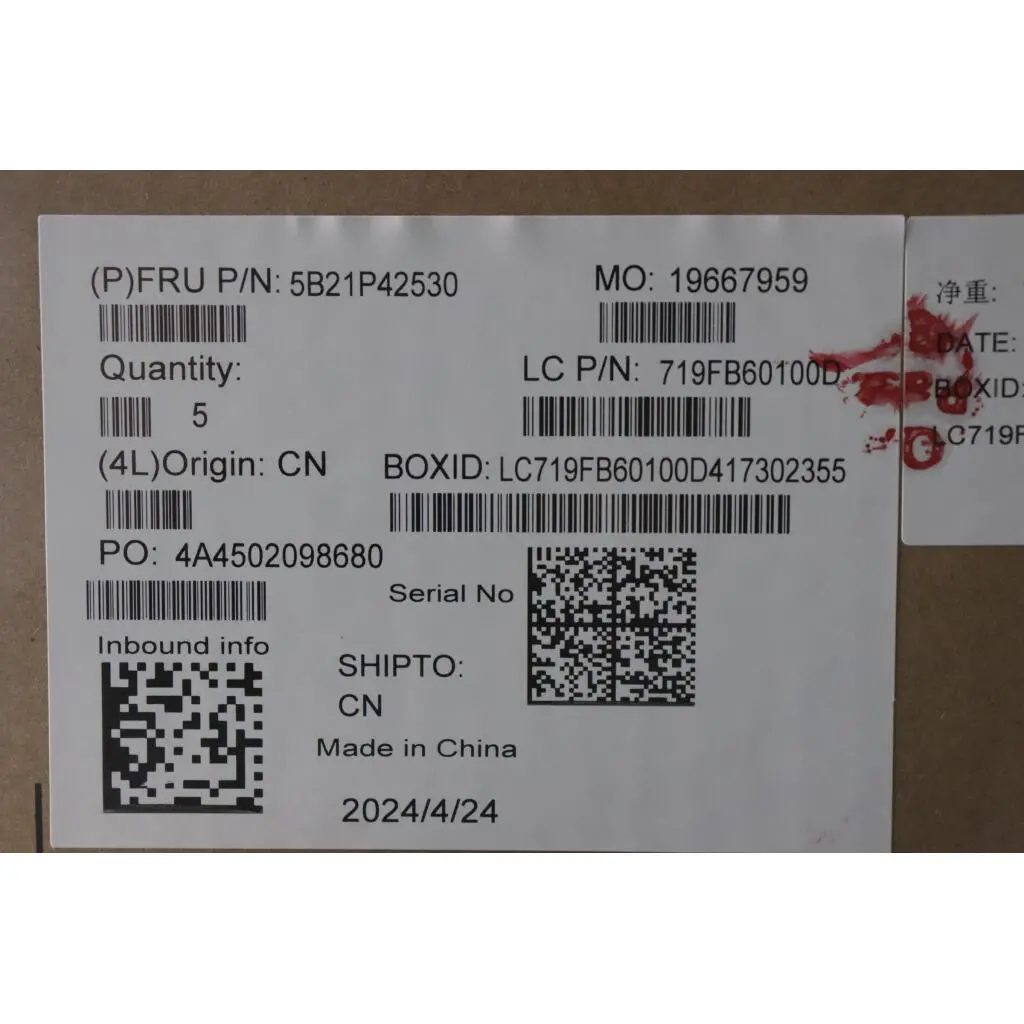 (P)FRU P/N: 5B21P42530
MO: 19667959
Quantity:
5
LC P/N: 719FB60100D
(4L)Origin: CN
BOXID: LC719FB60100D417302355
PO: 4A4502098680
Serial No
Inbound info
SHIPTO:
CN
Made in China
2024/4/24
净重:
DATE:
BOXID:
LC719F